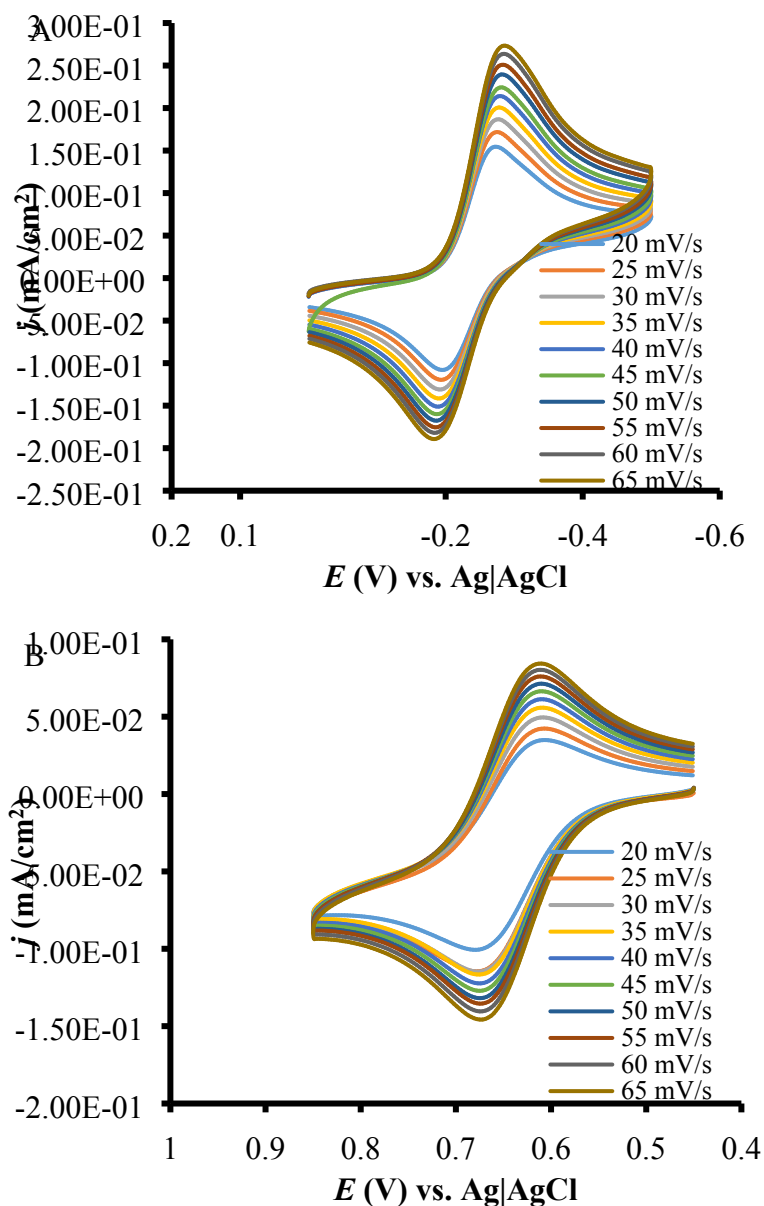 A
3.00E-01
2.50E-01
2.00E-01
1.50E-01
1.00E-01
5.00E-02
0.00E+00
-5.00E-02
-1.00E-01
-1.50E-01
-2.00E-01
-2.50E-01
j (mA/cm²)
20 mV/s
25 mV/s
30 mV/s
35 mV/s
40 mV/s
45 mV/s
50 mV/s
55 mV/s
60 mV/s
65 mV/s
0.2 0.1 -0.2 -0.4 -0.6
E (V) vs. Ag|AgCl
B
1.00E-01
5.00E-02
0.00E+00
-5.00E-02
-1.00E-01
-1.50E-01
-2.00E-01
j (mA/cm²)
20 mV/s
25 mV/s
30 mV/s
35 mV/s
40 mV/s
45 mV/s
50 mV/s
55 mV/s
60 mV/s
65 mV/s
1 0.9 0.8 0.7 0.6 0.5 0.4
E (V) vs. Ag|AgCl